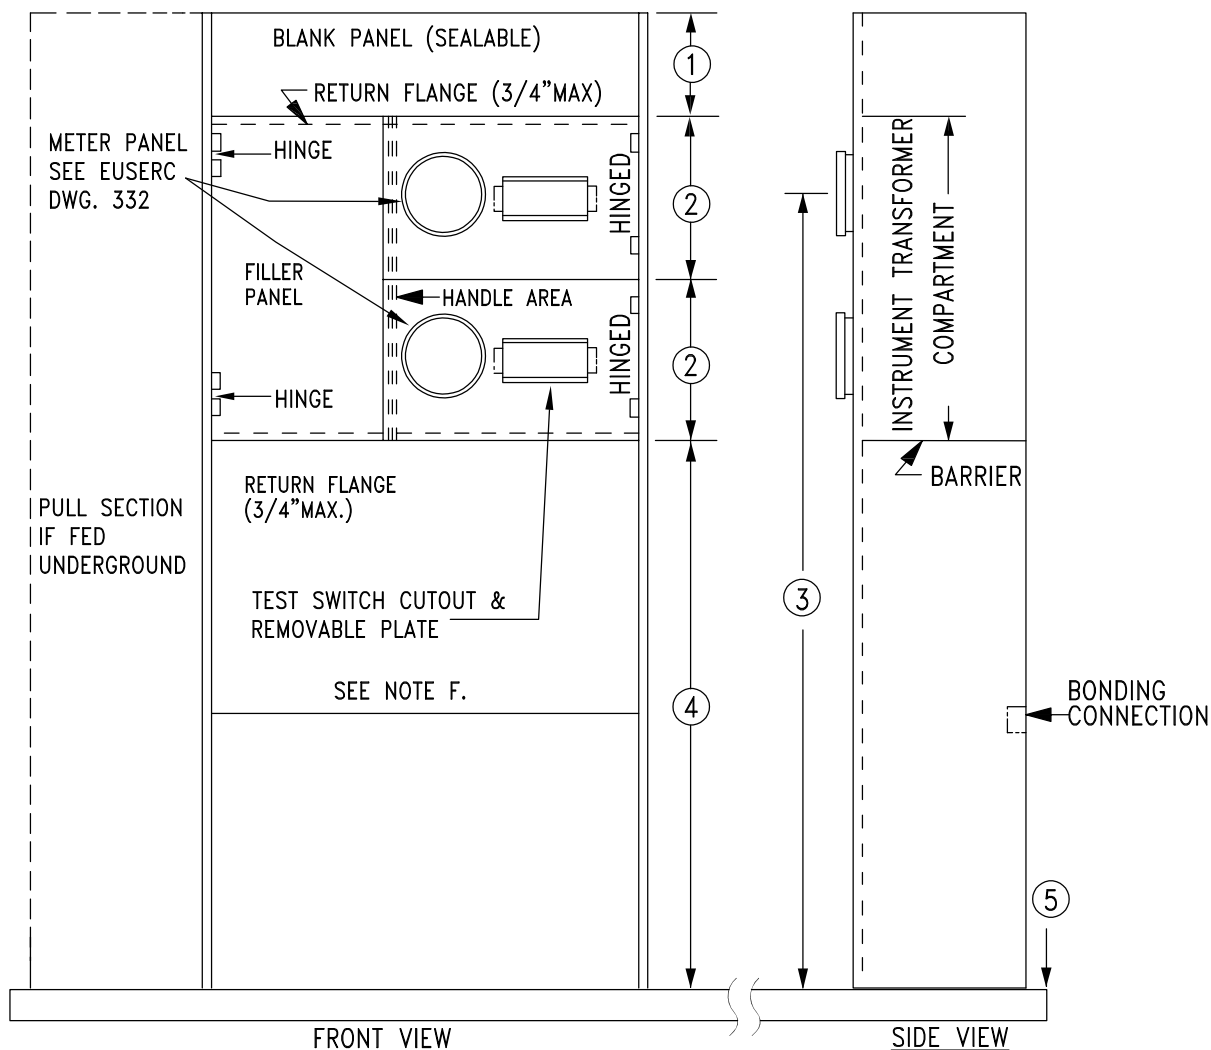 BLANK PANEL (SEALABLE)
1
RETURN FLANGE (3/4”MAX)
METER PANEL
SEE EUSERC
DWG. 332
HINGE
HINGED
2
INSTRUMENT TRANSFORMER
COMPARTMENT
FILLER
PANEL
HANDLE AREA
HINGED
2
HINGE
BARRIER
RETURN FLANGE
(3/4”MAX.)
PULL SECTION
IF FED
UNDERGROUND
TEST SWITCH CUTOUT &
REMOVABLE PLATE
3
SEE NOTE F.
4
BONDING
CONNECTION
5
FRONT VIEW
SIDE VIEW